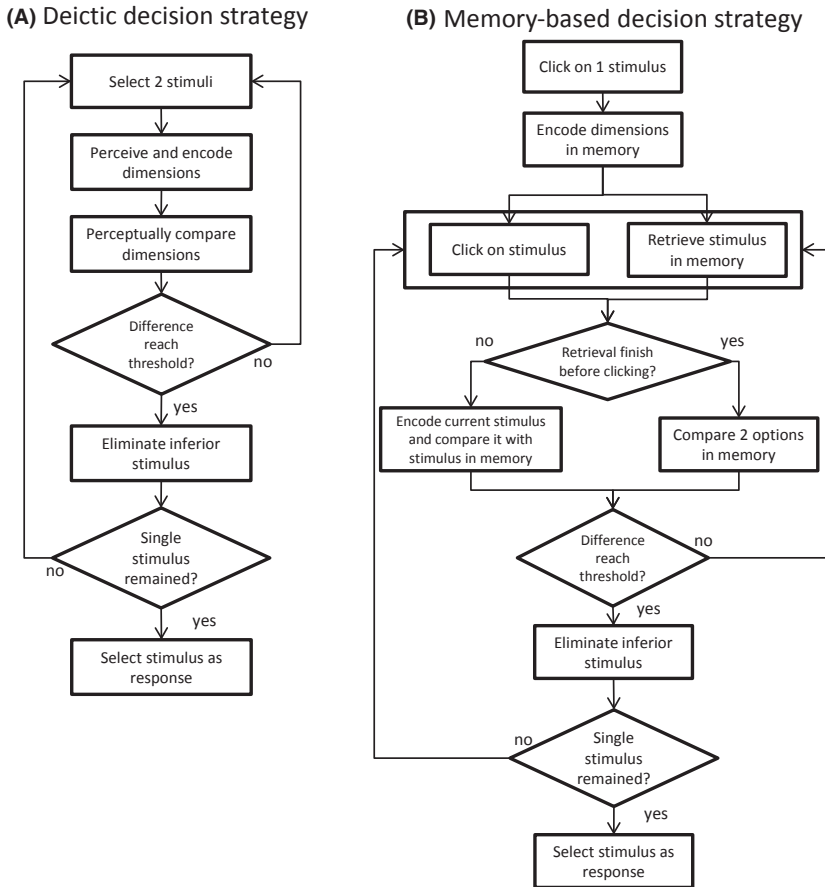 (A) Deictic decision strategy
Select 2 stimuli
Perceive and encode
dimensions
Perceptually compare
dimensions
Difference
reach
threshold?
no
yes
Eliminate inferior
stimulus
Single
stimulus
remained?
no
yes
Select stimulus as
response
(B) Memory-based decision strategy
Click on 1 stimulus
Encode dimensions
in memory
Click on stimulus
Retrieve stimulus
in memory
no
yes
Retrieval finish
before clicking?
Encode current stimulus
and compare it with
stimulus in memory
Compare 2 options
in memory
Difference
reach
threshold?
no
yes
Eliminate inferior
stimulus
no
Single
stimulus
remained?
yes
Select stimulus as
response